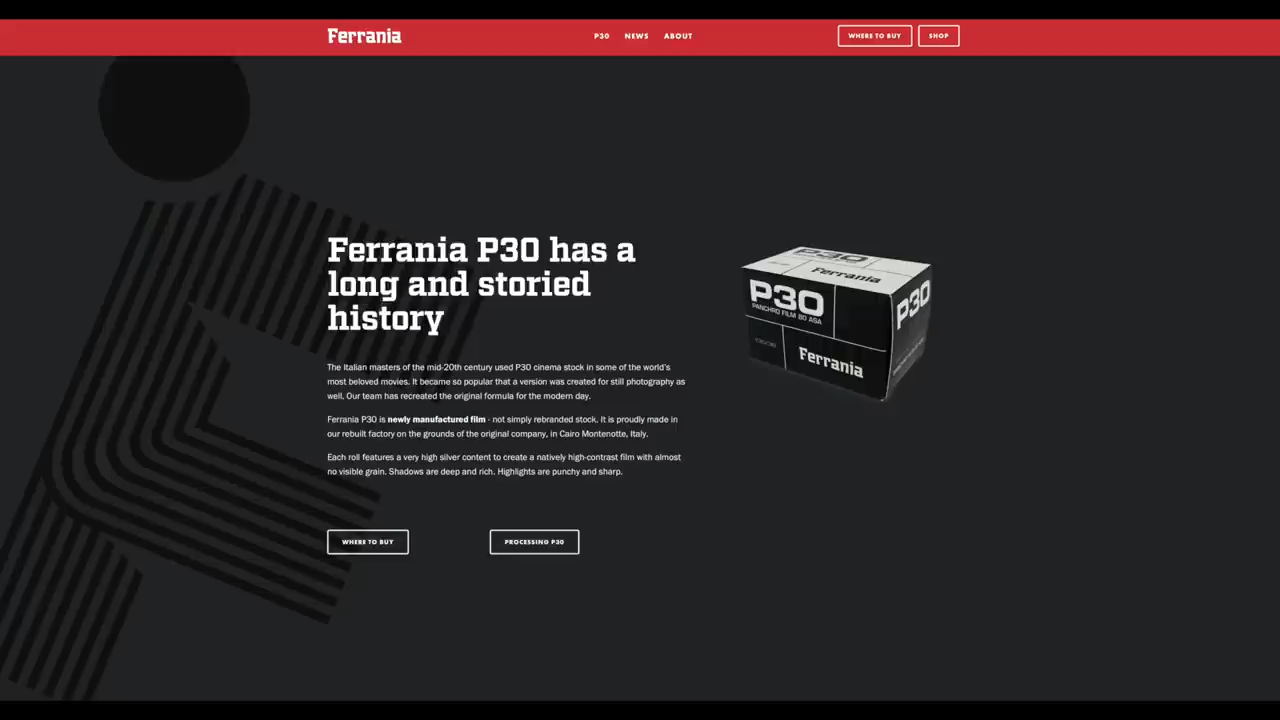 Ferrania
P30 NEWS ABOUT
WHERE TO BUY SHOP
Ferrania P30 has a
long and storied
history
The Italian masters of the mid-20th century used P30 cinema stock in some of the world's
most beloved movies. It became so popular that a version was created for still photography as
well. Our team has recreated the original formula for the modern day.
Ferrania P30 is newly manufactured film - not simply rebranded stock. It is proudly made in
our rebuilt factory on the grounds of the original company, in Cairo Montenotte, Italy.
Each roll features a very high silver content to create a natively high-contrast film with almost
no visible grain. Shadows are deep and rich. Highlights are punchy and sharp.
WHERE TO BUY PROCESSING P30
P30
Ferrania
P30
PANCHRO FILM 80 ASA
Ferrania
P30